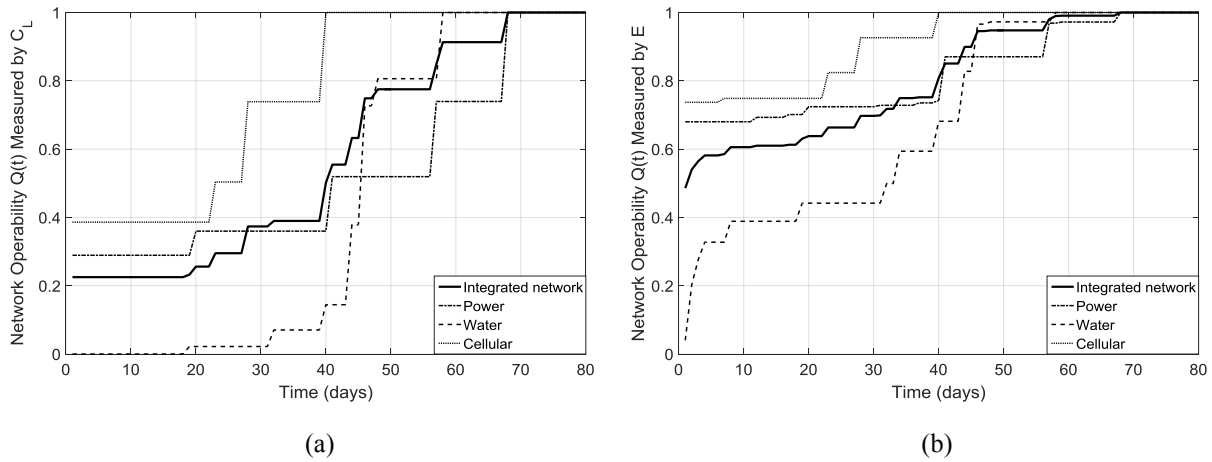 Network Operability Q(t) Measured by C_L
1
0.8
0.6
0.4
0.2
0
0 10 20 30 40 50 60 70 80
Time (days)
Integrated network
Power
Water
Cellular
(a)
Network Operability Q(t) Measured by E
1
0.8
0.6
0.4
0.2
0
0 10 20 30 40 50 60 70 80
Time (days)
Integrated network
Power
Water
Cellular
(b)